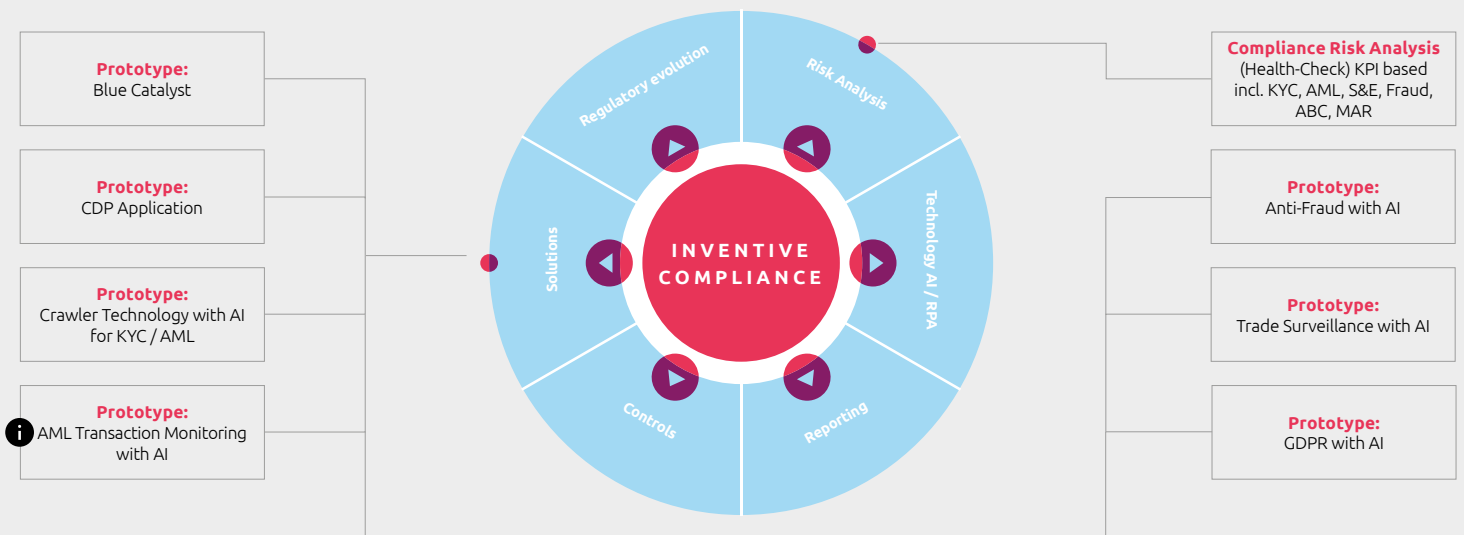 Prototype:
Blue Catalyst
Prototype:
CDP Application
Prototype:
Crawler Technology with AI
for KYC / AML
Prototype:
i
AML Transaction Monitoring
with AI
Regulatory evolution
Risk Analysis
Solutions
INVENTIVE
COMPLIANCE
Technology AI / RPA
Controls
Reporting
Compliance Risk Analysis
(Health-Check) KPI based
incl. KYC, AML, S&E, Fraud,
ABC, MAR
Prototype:
Anti-Fraud with AI
Prototype:
Trade Surveillance with AI
Prototype:
GDPR with AI